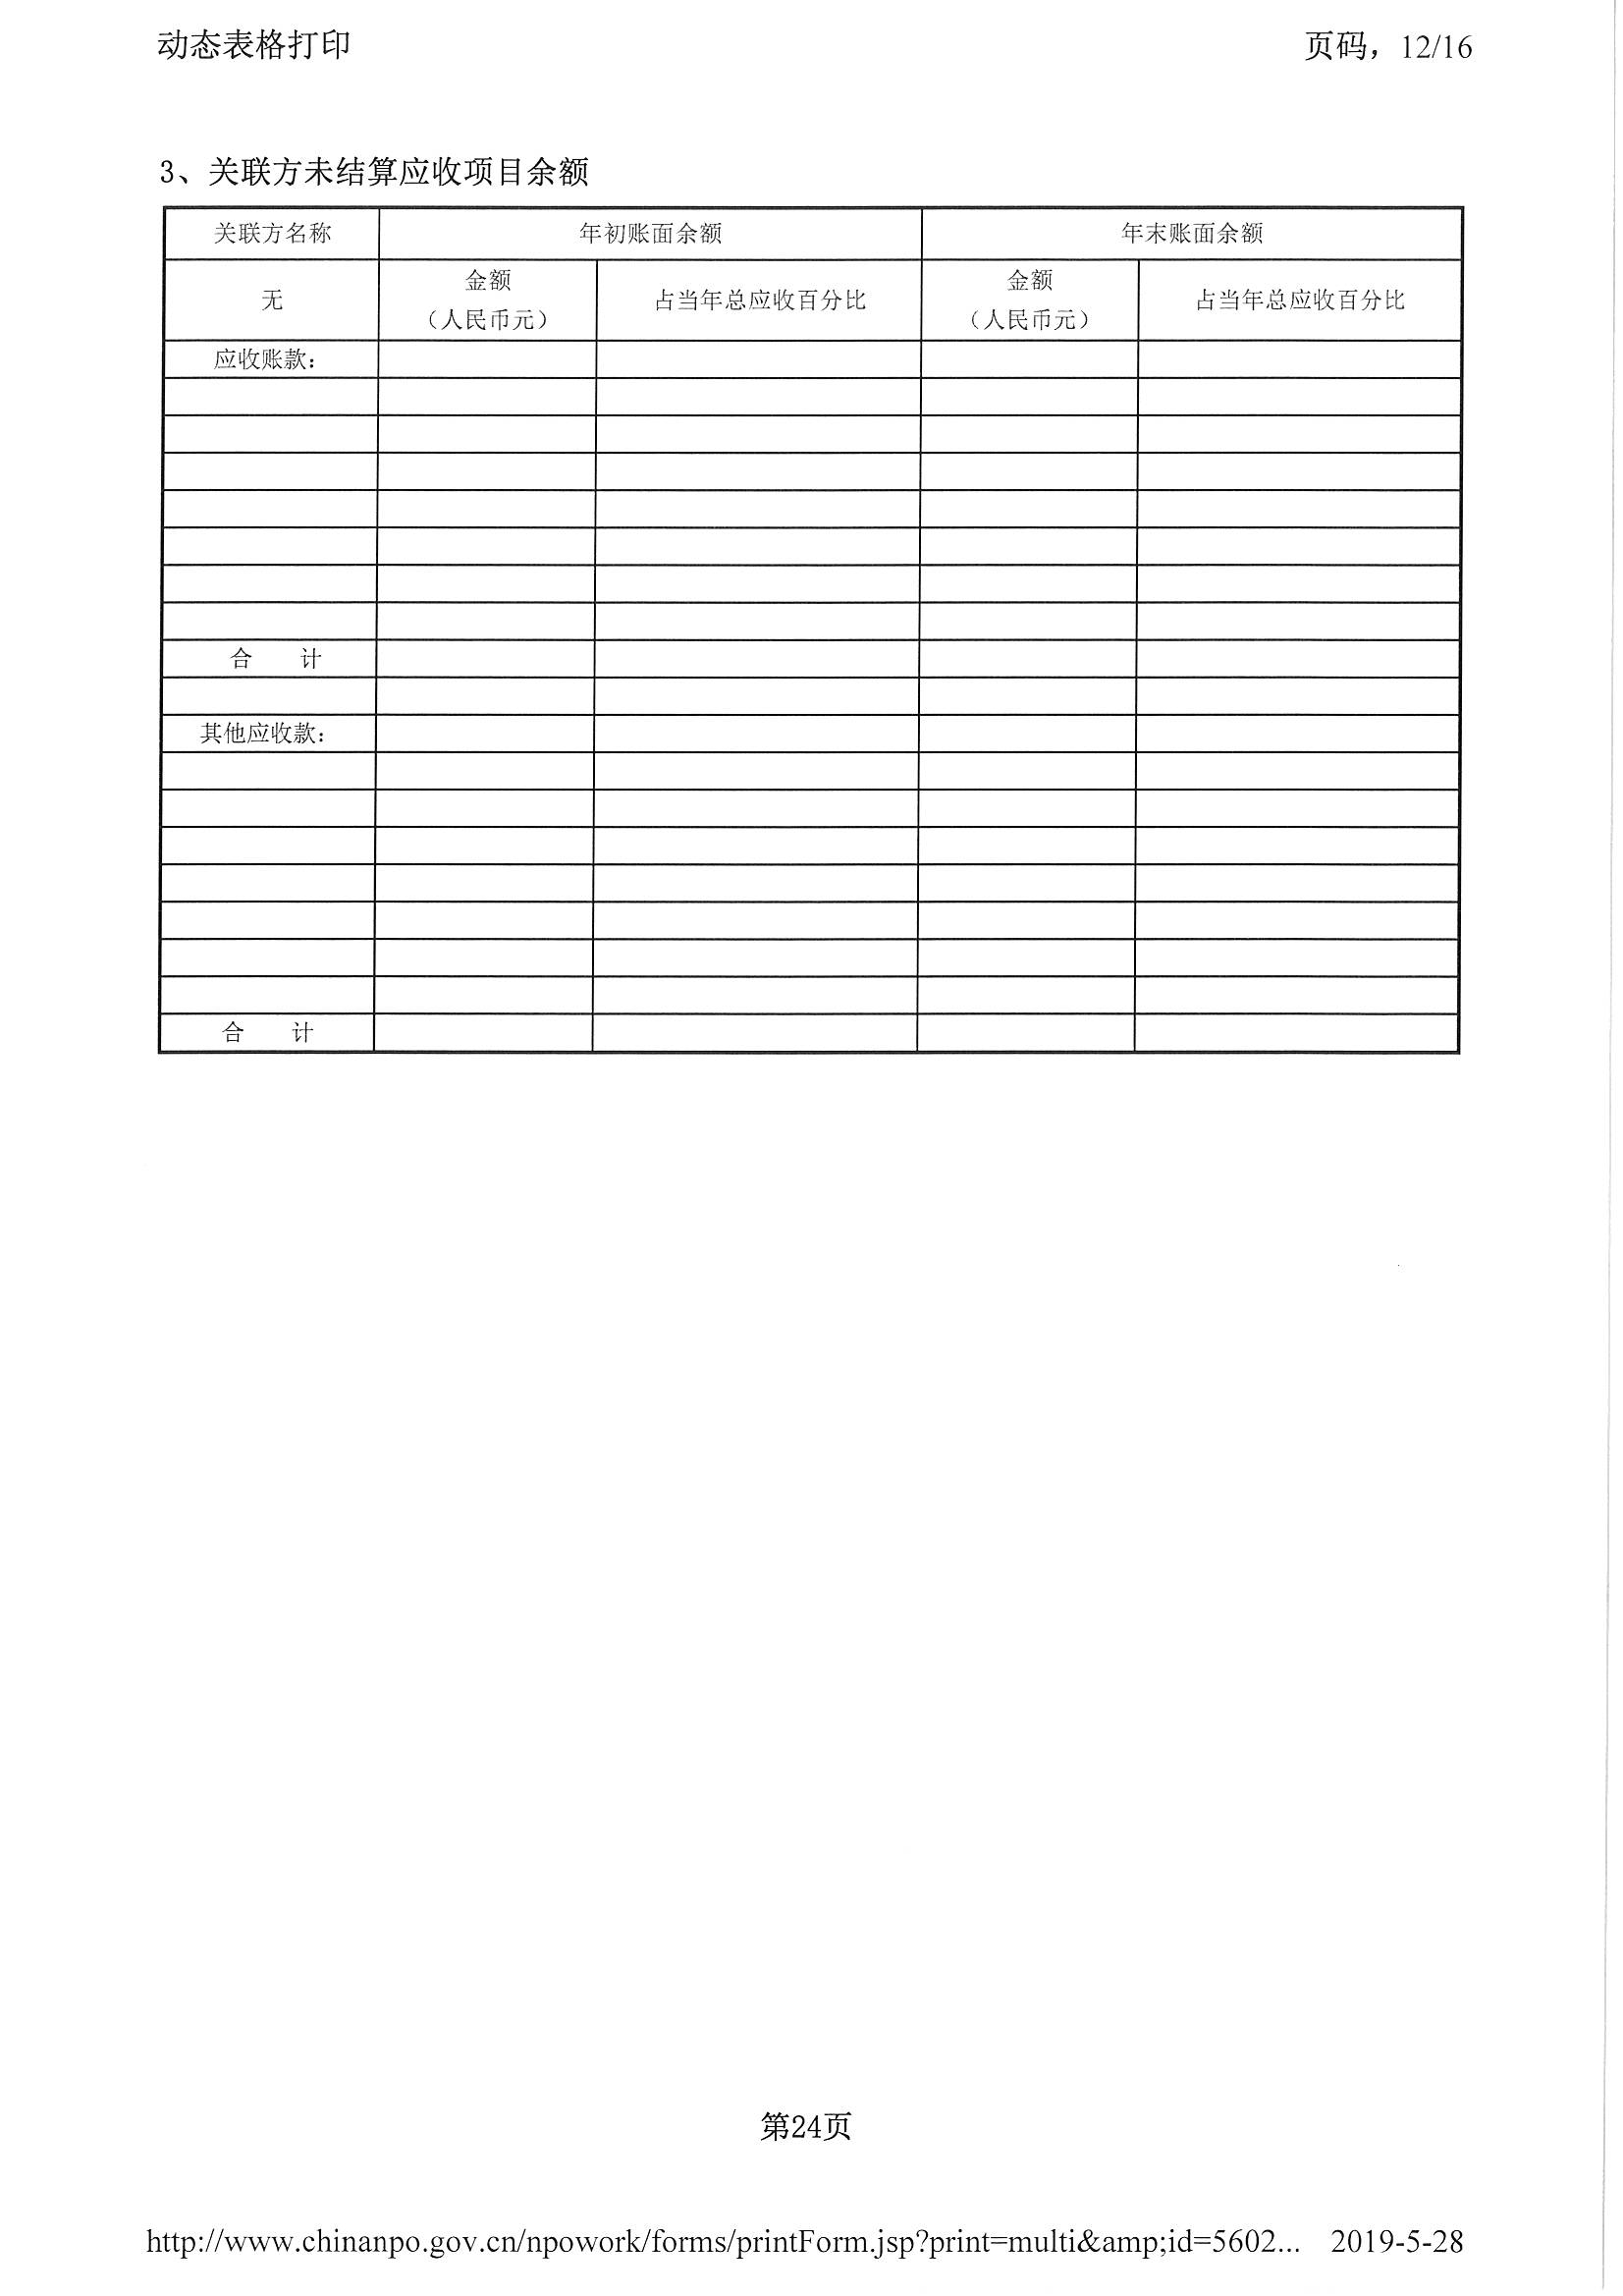 动态表格打印 页码，12/16
3、关联方未结算应收项目余额
关联方名称 年初账面余额 年末账面余额
无 金额（人民币元） 占当年总应收百分比 金额（人民币元） 占当年总应收百分比
应收账款：
合 计
其他应收款：
合 计
第24页
http://www.chinanpo.gov.cn/npowork/forms/printForm.jsp?print=multi&amp;id=5602... 2019-5-28